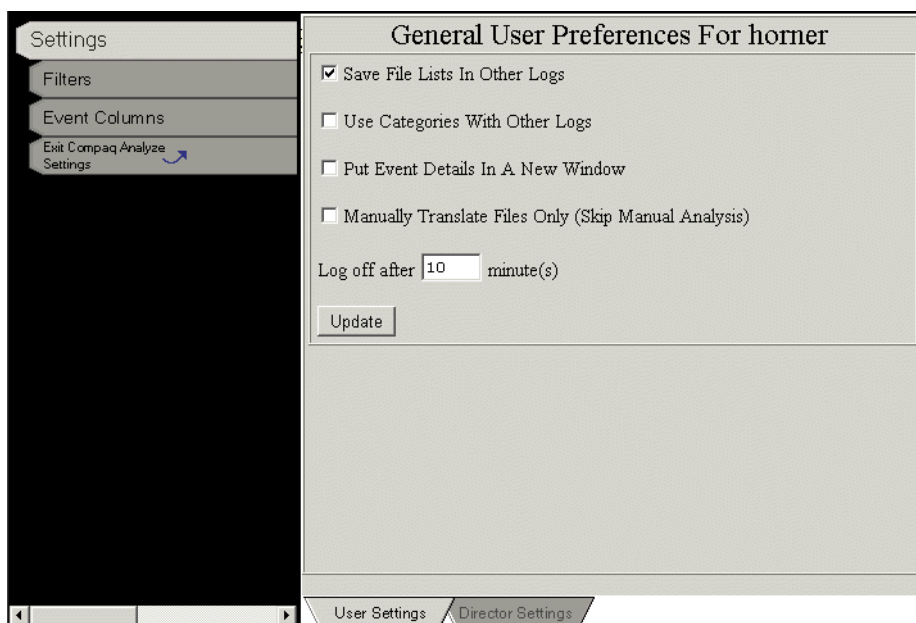 Settings
Filters
Event Columns
Exit Compaq Analyze
Settings
General User Preferences For horner
Save File Lists In Other Logs
Use Categories With Other Logs
Put Event Details In A New Window
Manually Translate Files Only (Skip Manual Analysis)
Log off after 10 minute(s)
Update
User Settings
Director Settings